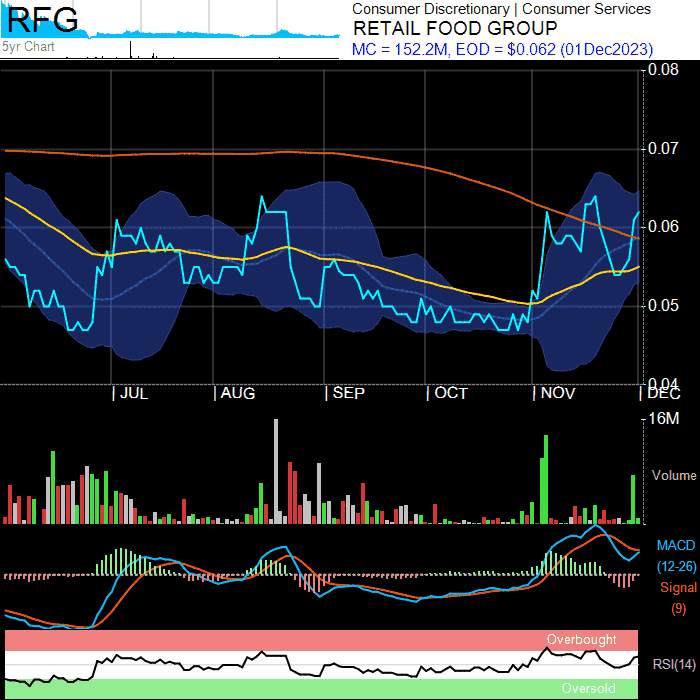 RFG
5yr Chart
Consumer Discretionary | Consumer Services
RETAIL FOOD GROUP
MC = 152.2M, EOD = $0.062 (01Dec2023)
0.08
0.07
0.06
0.05
0.04
| JUL
| AUG
| SEP
| OCT
| NOV
| DEC
16M
Volume
MACD
(12-26)
Signal
(9)
Overbought
RSI(14)
Oversold